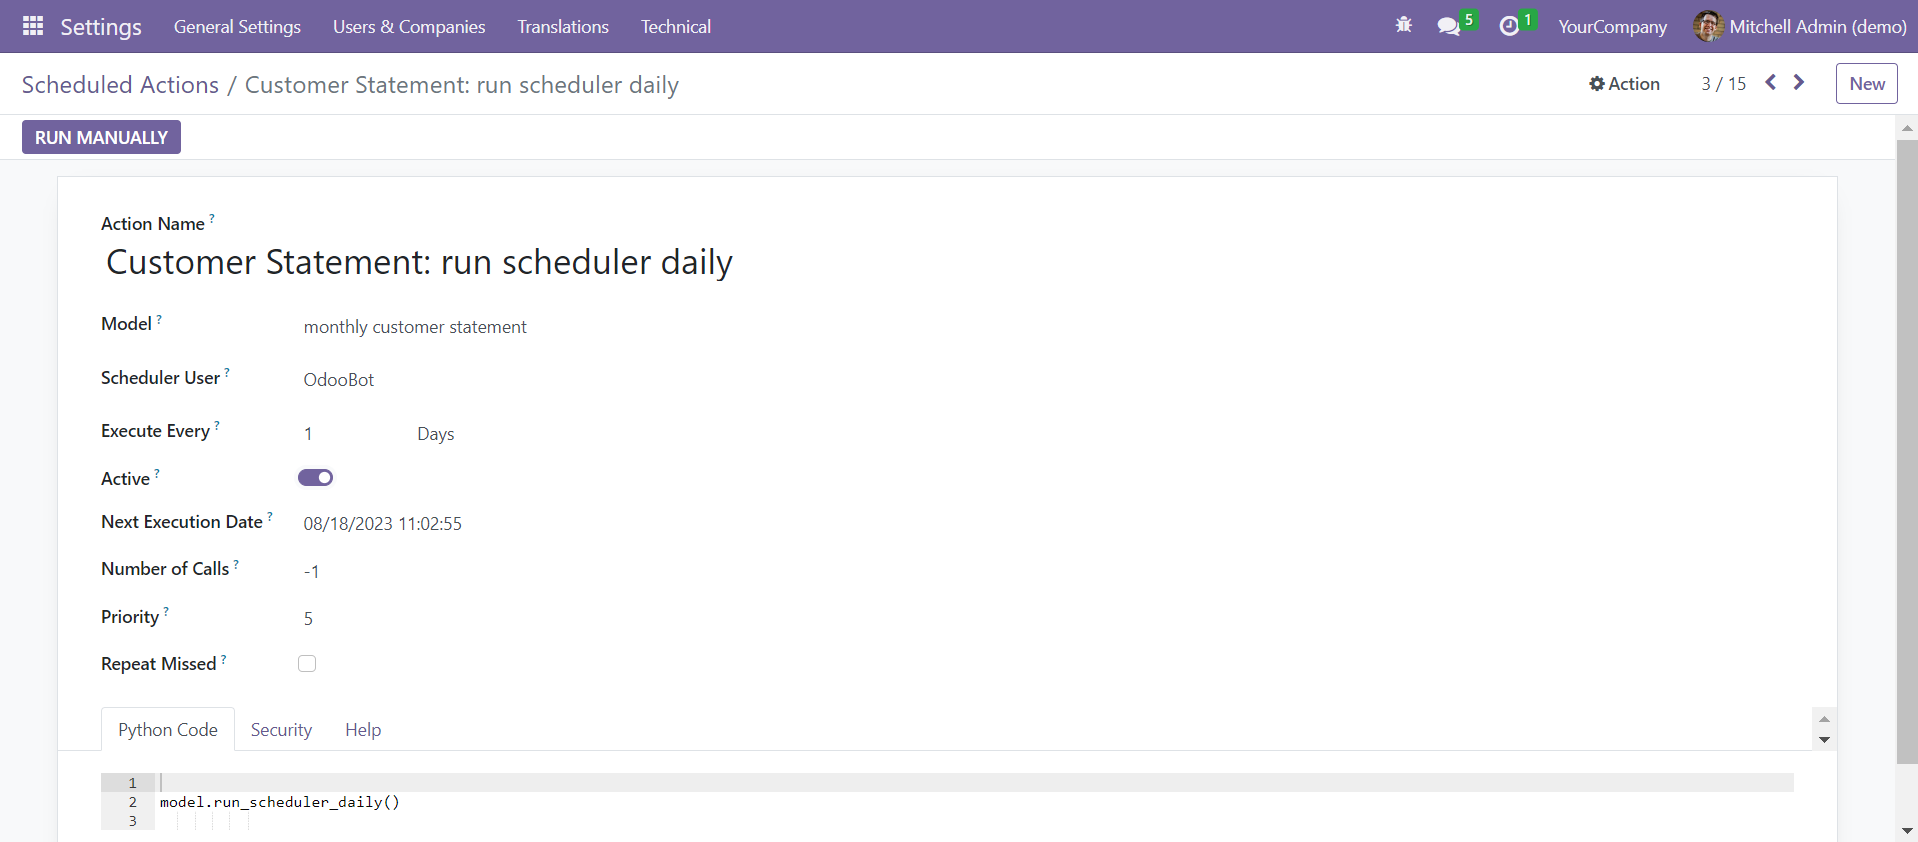 Settings General Settings Users & Companies Translations Technical 5 1 YourCompany Mitchell Admin (demo)
Scheduled Actions / Customer Statement: run scheduler daily Action 3 / 15 New
RUN MANUALLY
Action Name ?
Customer Statement: run scheduler daily
Model ? monthly customer statement
Scheduler User ? OdooBot
Execute Every ? 1 Days
Active ?
Next Execution Date ? 08/18/2023 11:02:55
Number of Calls ? -1
Priority ? 5
Repeat Missed ?
Python Code Security Help
1
2 model.run_scheduler_daily()
3